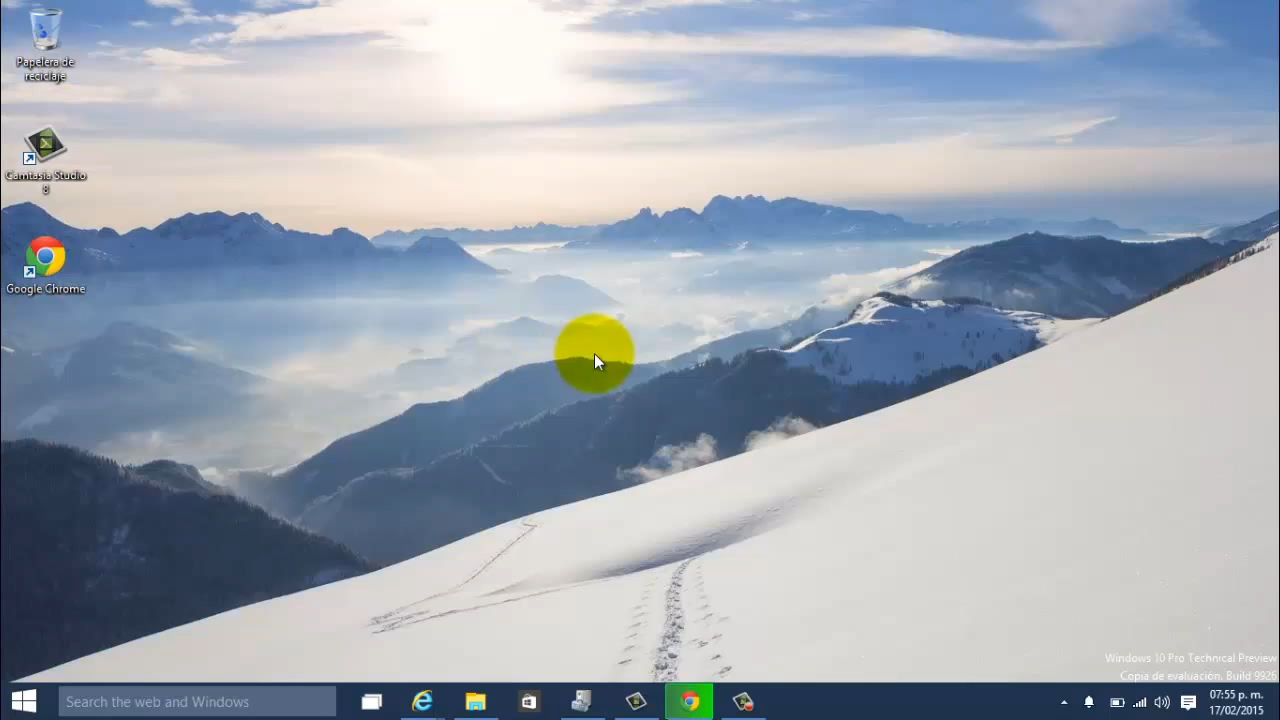 Papelera de
reciclaje
Camtasia Studio
8
Google Chrome
Windows 10 Pro Technical Preview
Copia de evaluación. Build 9926
Search the web and Windows
07:55 p. m.
17/02/2015